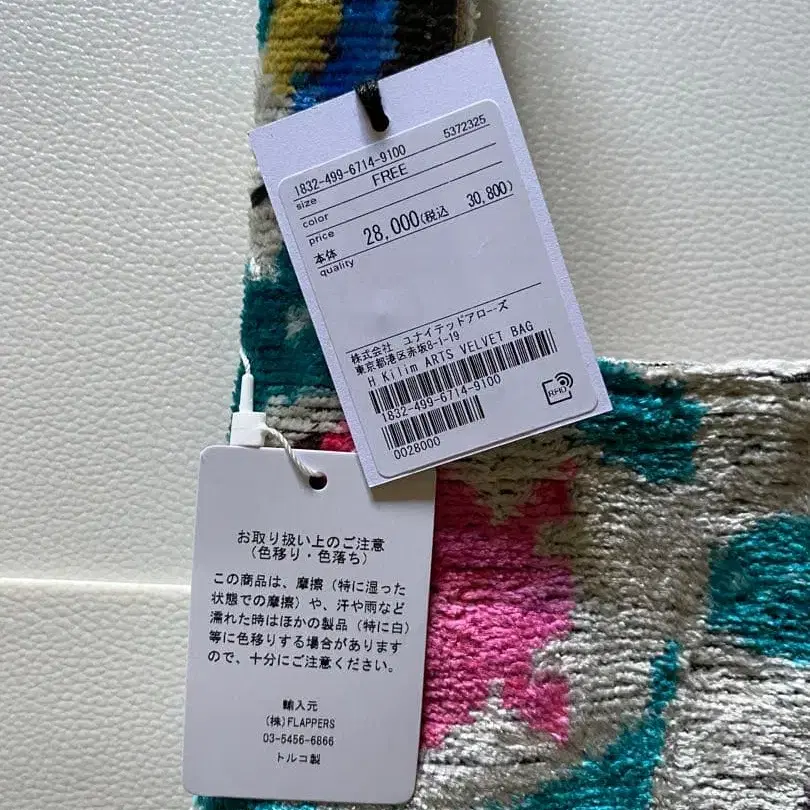 1832-499-6714-9100 5372325
size FREE
color
price
本体 28,000(税込 30,800)
quality
株式会社 ユナイテッドアローズ
東京都港区赤坂8-1-19
H Kilim ARTS VELVET BAG
1832-499-6714-9100
0028000
RFID
お取り扱い上のご注意
(色移り・色落ち)
この商品は、摩擦(特に湿った
状態での摩擦)や、汗や雨など
濡れた時はほかの製品(特に白)
等に色移りする場合があります
ので、十分にご注意ください。
輸入元
(株)FLAPPERS
03-5456-6866
トルコ製